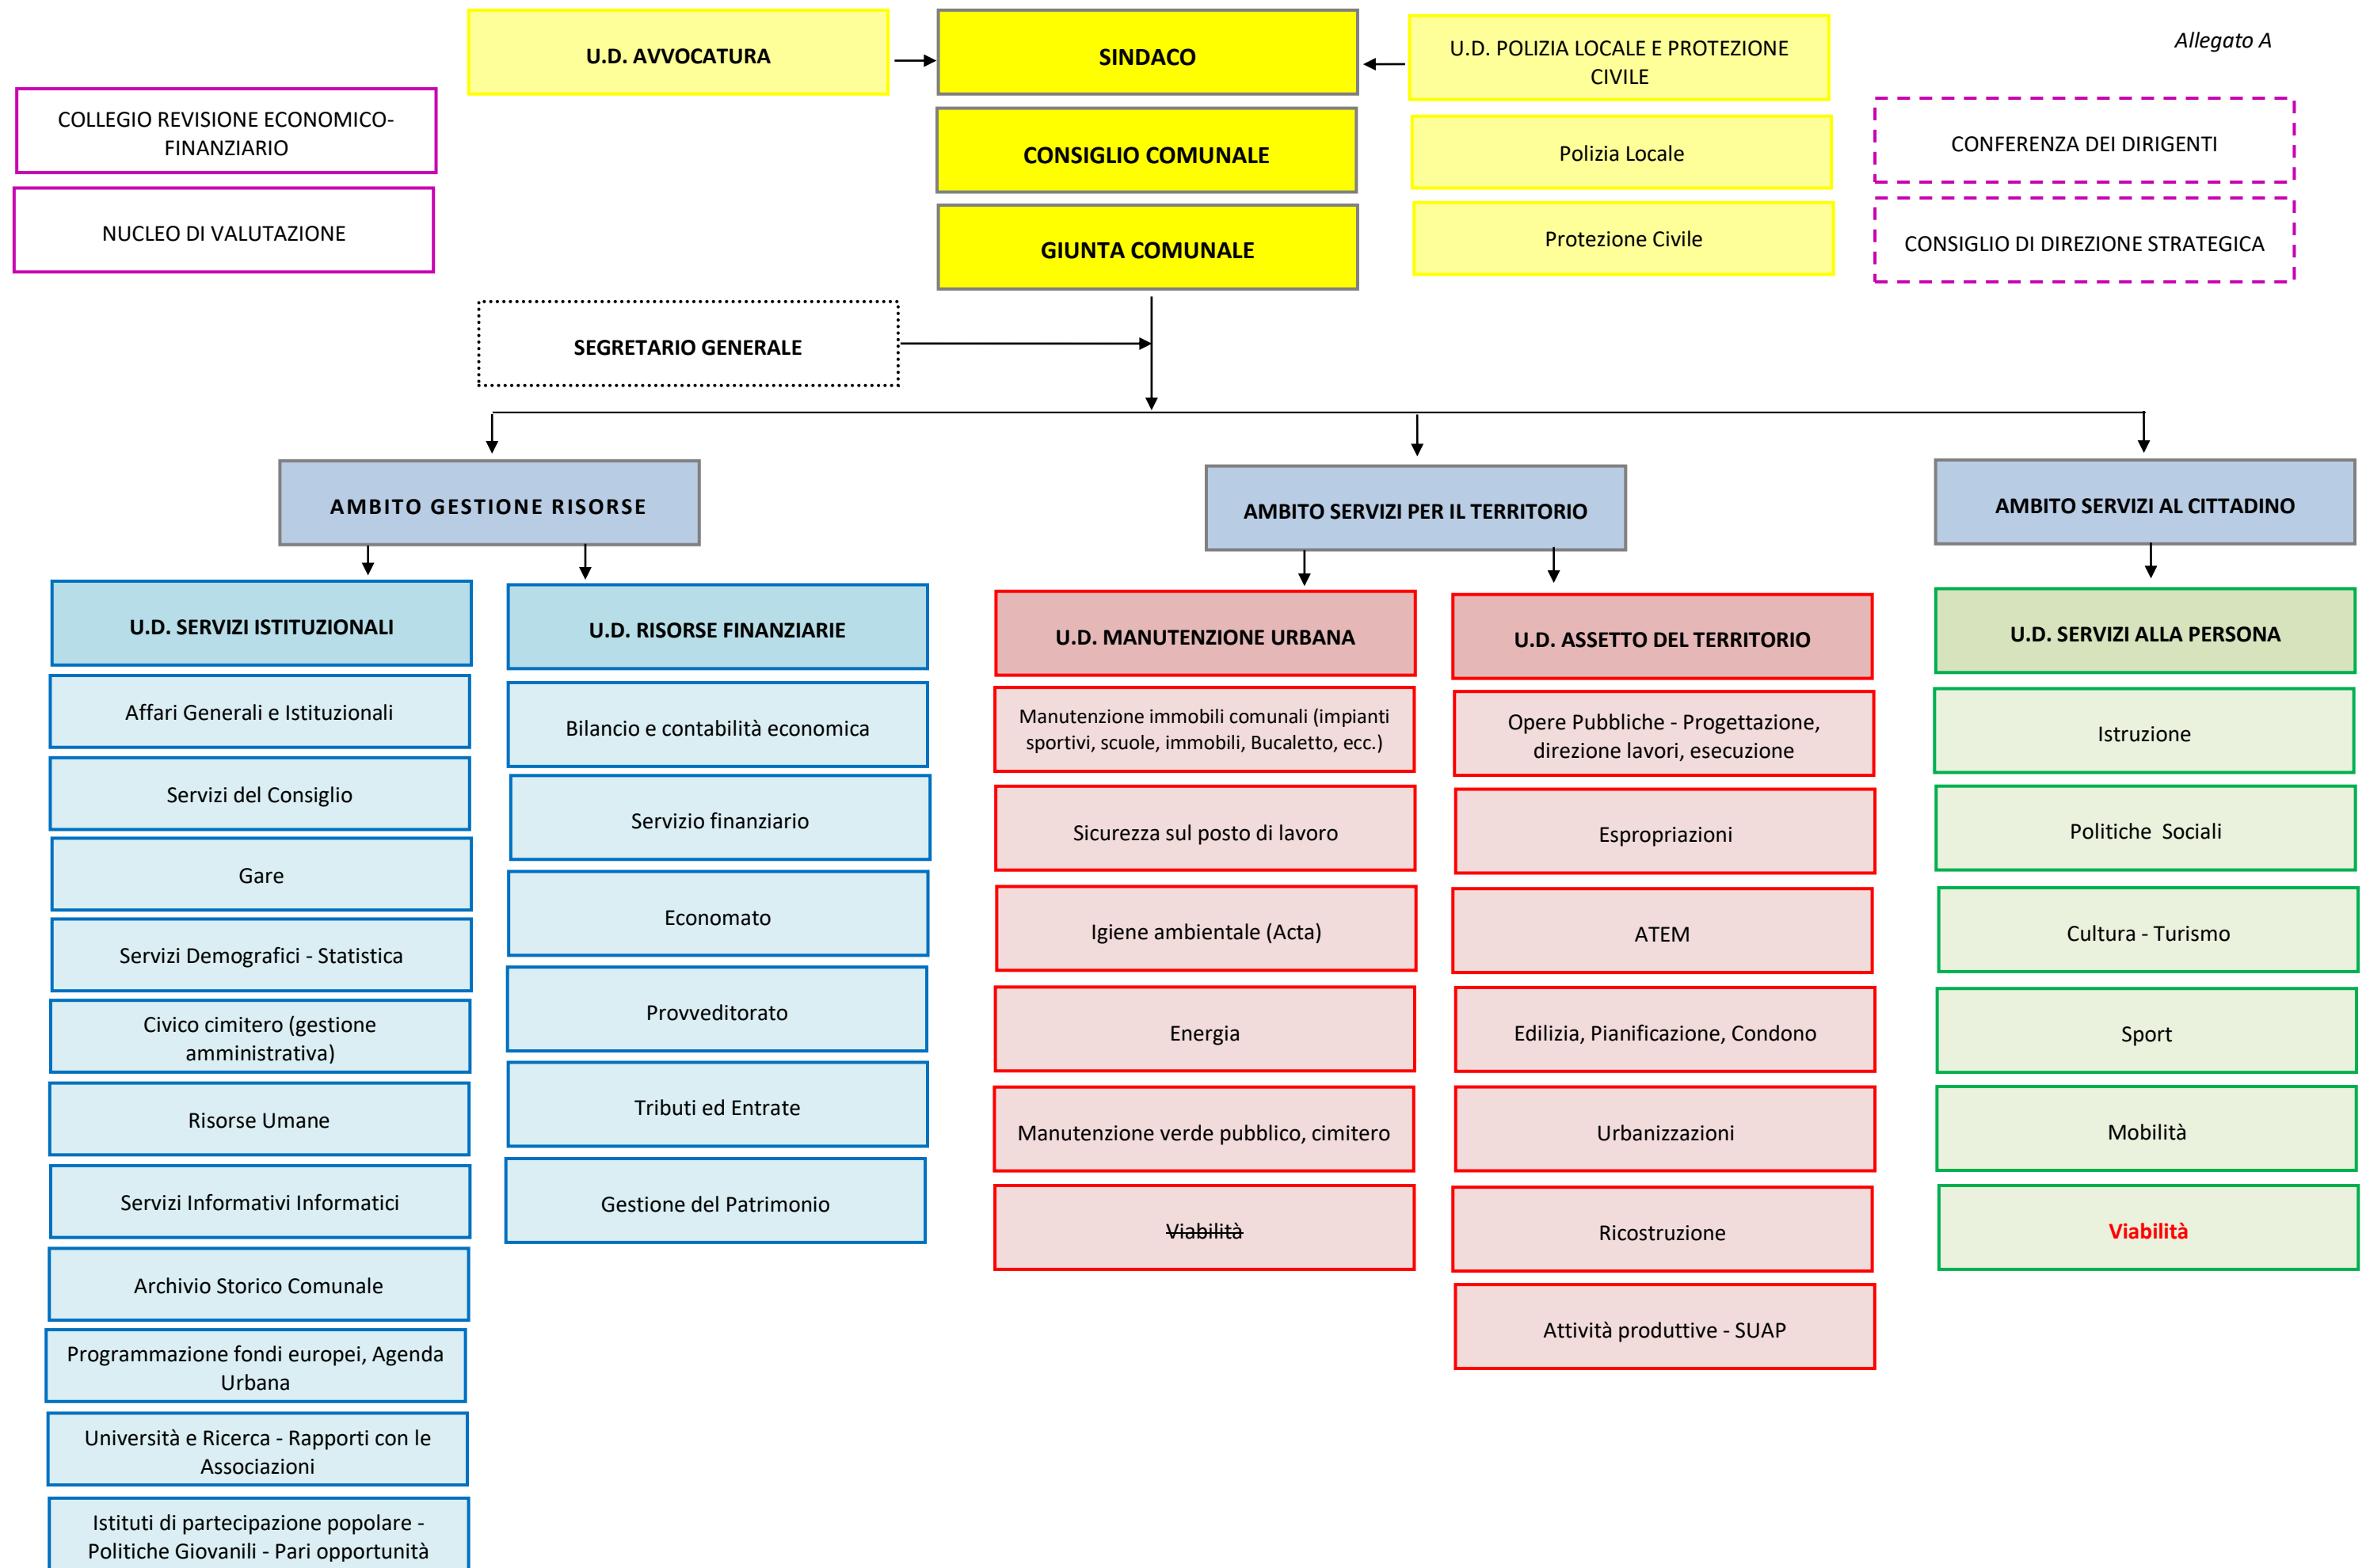 Allegato A
U.D. AVVOCATURA
SINDACO
U.D. POLIZIA LOCALE E PROTEZIONE
CIVILE
COLLEGIO REVISIONE ECONOMICO-
FINANZIARIO
CONSIGLIO COMUNALE
Polizia Locale
CONFERENZA DEI DIRIGENTI
NUCLEO DI VALUTAZIONE
GIUNTA COMUNALE
Protezione Civile
CONSIGLIO DI DIREZIONE STRATEGICA
SEGRETARIO GENERALE
AMBITO GESTIONE RISORSE
AMBITO SERVIZI PER IL TERRITORIO
AMBITO SERVIZI AL CITTADINO
U.D. SERVIZI ISTITUZIONALI
Affari Generali e Istituzionali
Servizi del Consiglio
Gare
Servizi Demografici - Statistica
Civico cimitero (gestione
amministrativa)
Risorse Umane
Servizi Informativi Informatici
Archivio Storico Comunale
Programmazione fondi europei, Agenda
Urbana
Università e Ricerca - Rapporti con le
Associazioni
Istituti di partecipazione popolare -
Politiche Giovanili - Pari opportunità
U.D. RISORSE FINANZIARIE
Bilancio e contabilità economica
Servizio finanziario
Economato
Provveditorato
Tributi ed Entrate
Gestione del Patrimonio
U.D. MANUTENZIONE URBANA
Manutenzione immobili comunali (impianti
sportivi, scuole, immobili, Bucaletto, ecc.)
Sicurezza sul posto di lavoro
Igiene ambientale (Acta)
Energia
Manutenzione verde pubblico, cimitero
Viabilità
U.D. ASSETTO DEL TERRITORIO
Opere Pubbliche - Progettazione,
direzione lavori, esecuzione
Espropriazioni
ATEM
Edilizia, Pianificazione, Condono
Urbanizzazioni
Ricostruzione
Attività produttive - SUAP
U.D. SERVIZI ALLA PERSONA
Istruzione
Politiche  Sociali
Cultura - Turismo
Sport
Mobilità
Viabilità